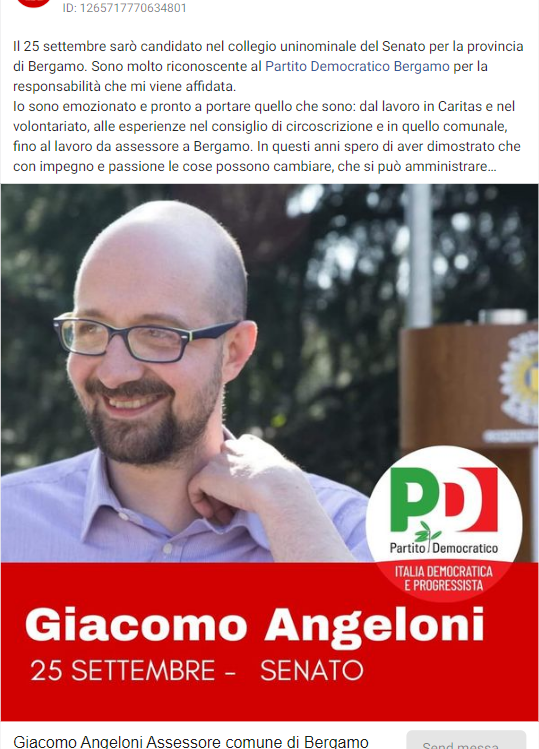 ID: 1265717770634801
Il 25 settembre sarò candidato nel collegio uninominale del Senato per la provincia
di Bergamo. Sono molto riconoscente al Partito Democratico Bergamo per la
responsabilità che mi viene affidata.
Io sono emozionato e pronto a portare quello che sono: dal lavoro in Caritas e nel
volontariato, alle esperienze nel consiglio di circoscrizione e in quello comunale,
fino al lavoro da assessore a Bergamo. In questi anni spero di aver dimostrato che
con impegno e passione le cose possono cambiare, che si può amministrare...
PD
Partito Democratico
ITALIA DEMOCRATICA
E PROGRESSISTA
Giacomo Angeloni
25 SETTEMBRE - SENATO
Giacomo Angeloni Assessore comune di Bergamo
Send messa